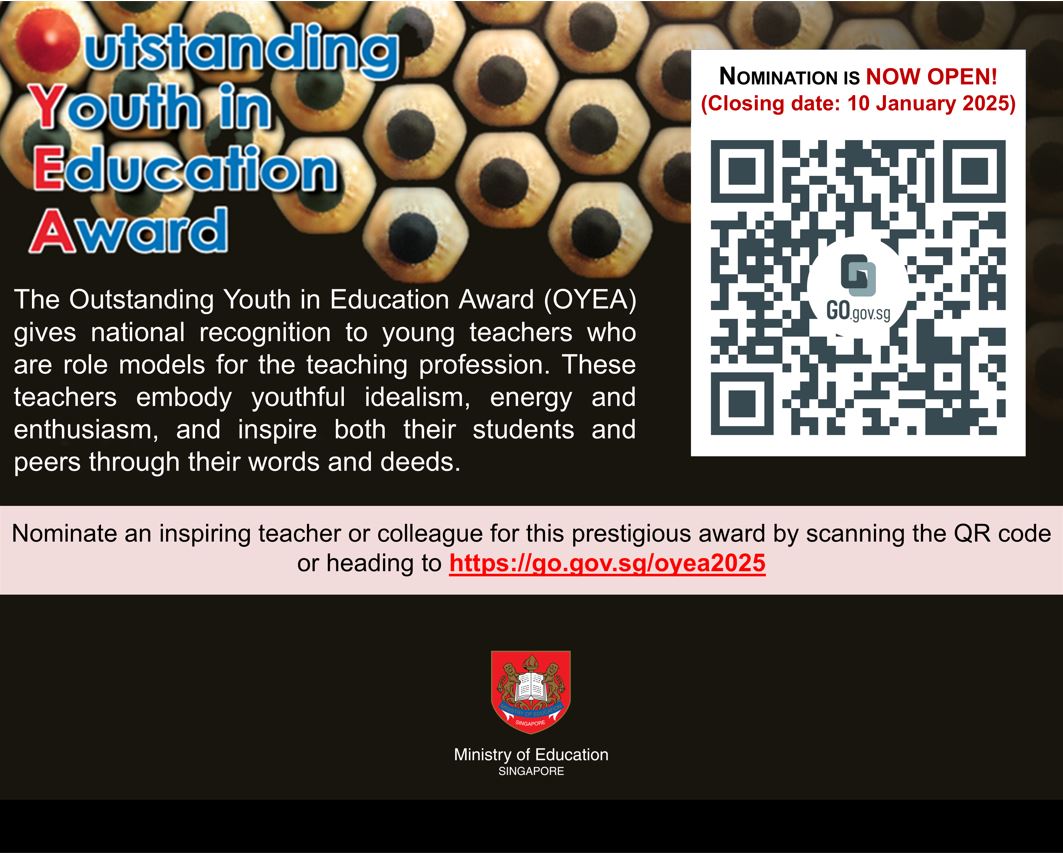 Outstanding
Youth in
Education
Award
NOMINATION IS NOW OPEN!
(Closing date: 10 January 2025)
GO.gov.sg
The Outstanding Youth in Education Award (OYEA)
gives national recognition to young teachers who
are role models for the teaching profession. These
teachers embody youthful idealism, energy and
enthusiasm, and inspire both their students and
peers through their words and deeds.
Nominate an inspiring teacher or colleague for this prestigious award by scanning the QR code
or heading to https://go.gov.sg/oyea2025
MINISTRY OF EDUCATION
SINGAPORE
Ministry of Education
SINGAPORE